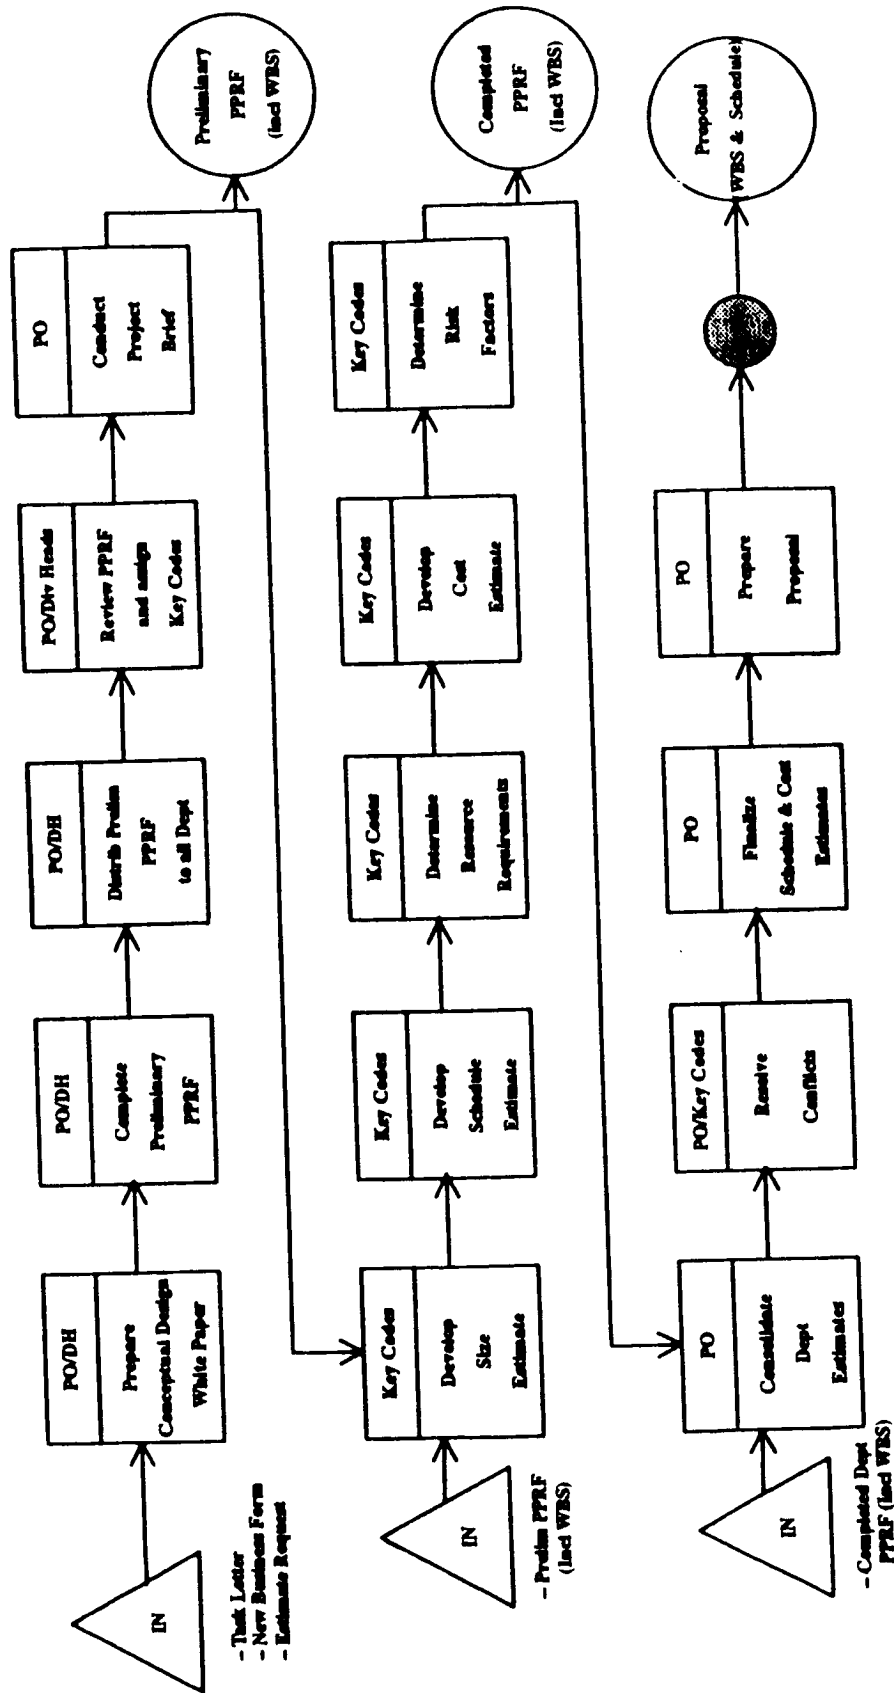 IN
– Task Letter
– New Business Form
– Estimate Request
PO/DH
Prepare
Conceptual Design
White Paper
PO/DH
Complete
Preliminary
PPRF
PO/DH
Distrib Prelim
PPRF
to all Dept
PO/Div Heads
Review PPRF
and assign
Key Codes
PO
Conduct
Project
Brief
Preliminary
PPRF
(incl WBS)
IN
– Prelim PPRF
(Incl WBS)
Key Codes
Develop
Size
Estimate
Key Codes
Develop
Schedule
Estimate
Key Codes
Determine
Resource
Requirements
Key Codes
Develop
Cost
Estimate
Key Codes
Determine
Risk
Factors
Completed
PPRF
(Incl WBS)
IN
– Completed Dept
PPRF (Incl WBS)
PO
Consolidate
Dept
Estimates
PO/Key Codes
Resolve
Conflicts
PO
Finalize
Schedule & Cost
Estimates
PO
Prepare
Proposal
Proposal
(WBS & Schedule)